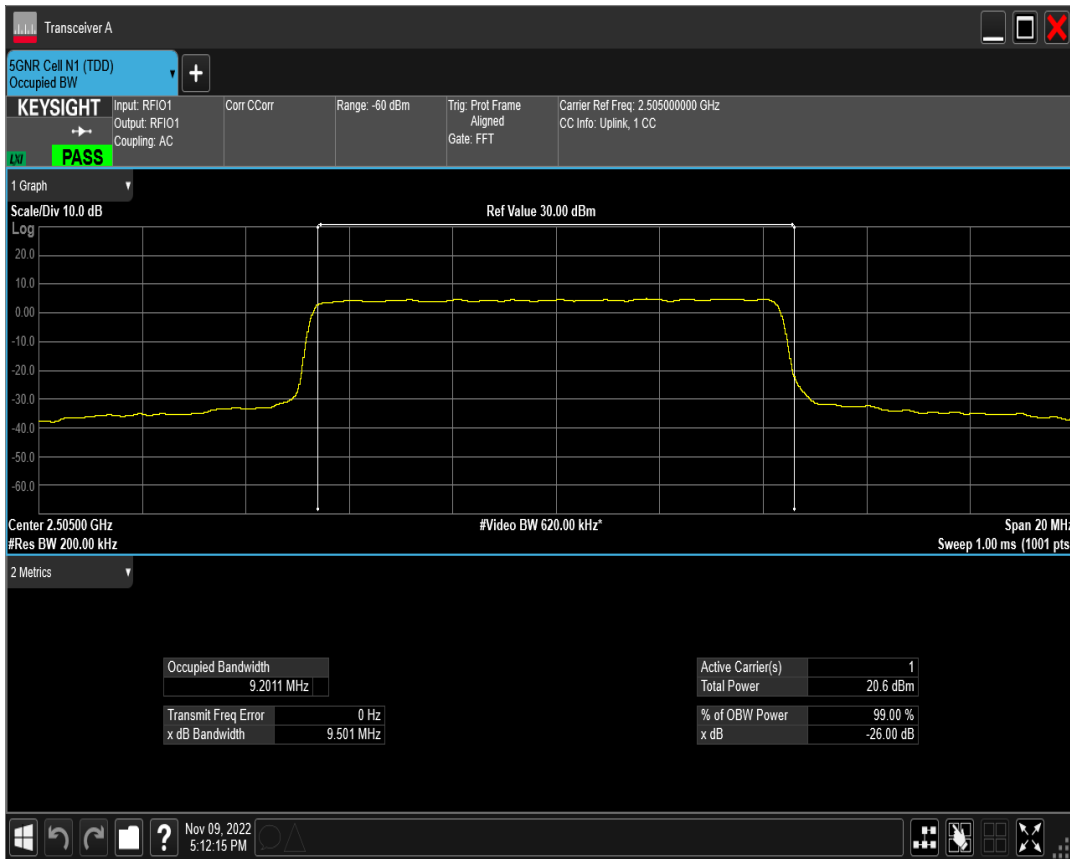 Transceiver A
5GNR Cell N1 (TDD)
Occupied BW
+
KEYSIGHT
LXI
PASS
Input: RFIO1
Output: RFIO1
Coupling: AC
Corr CCorr
Range: -60 dBm
Trig: Prot Frame
Aligned
Gate: FFT
Carrier Ref Freq: 2.505000000 GHz
CC Info: Uplink, 1 CC
1 Graph
Scale/Div 10.0 dB
Ref Value 30.00 dBm
Log
20.0
10.0
0.00
-10.0
-20.0
-30.0
-40.0
-50.0
-60.0
Center 2.50500 GHz
#Video BW 620.00 kHz*
Span 20 MHz
#Res BW 200.00 kHz
Sweep 1.00 ms (1001 pts
2 Metrics
Occupied Bandwidth
9.2011 MHz
Transmit Freq Error 0 Hz
x dB Bandwidth 9.501 MHz
Active Carrier(s) 1
Total Power 20.6 dBm
% of OBW Power 99.00 %
x dB -26.00 dB
?
Nov 09, 2022
5:12:15 PM